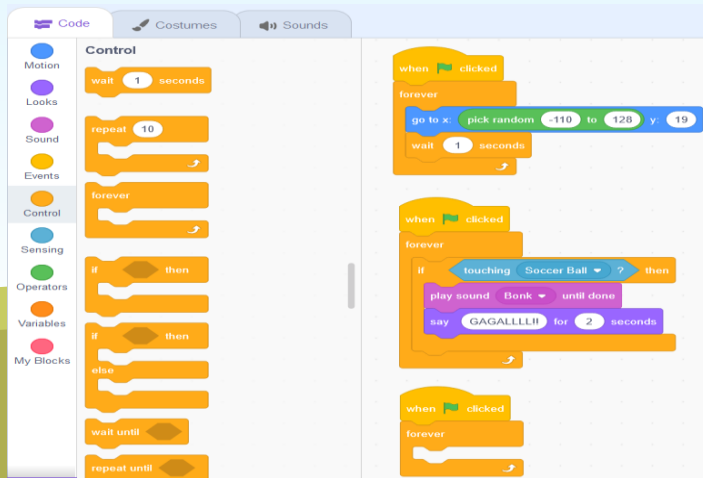 Code
Costumes
Sounds
Motion
Looks
Sound
Events
Control
Sensing
Operators
Variables
My Blocks
Control
wait 1 seconds
repeat 10
forever
if then
if then
else
wait until
repeat until
when clicked
forever
go to x: pick random -110 to 128 y: 19
wait 1 seconds
when clicked
forever
if touching Soccer Ball ? then
play sound Bonk until done
say GAGALLLL!! for 2 seconds
when clicked
forever